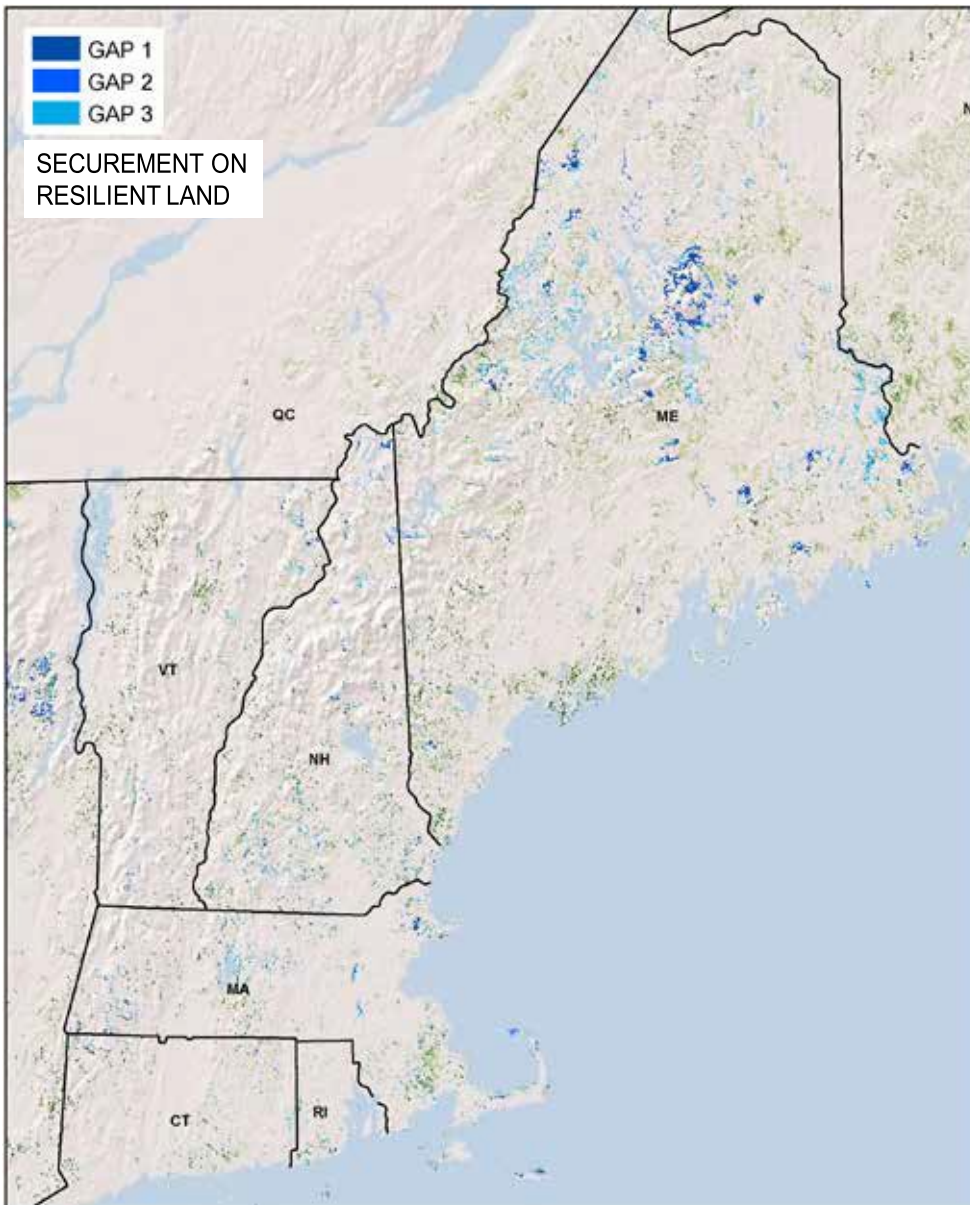 GAP 1
GAP 2
GAP 3
SECUREMENT ON
RESILIENT LAND
N
QC
ME
VT
NH
MA
CT
RI